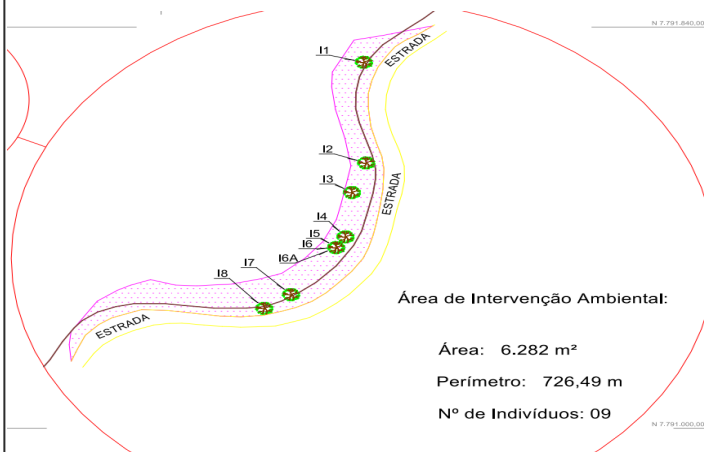 N 7.791.840,00
I1
ESTRADA
I2
I3
ESTRADA
I4
I5
I6
I6A
I7
I8
ESTRADA
Área de Intervenção Ambiental:
Área: 6.282 m²
Perímetro: 726,49 m
Nº de Indivíduos: 09
N 7.791.000,00